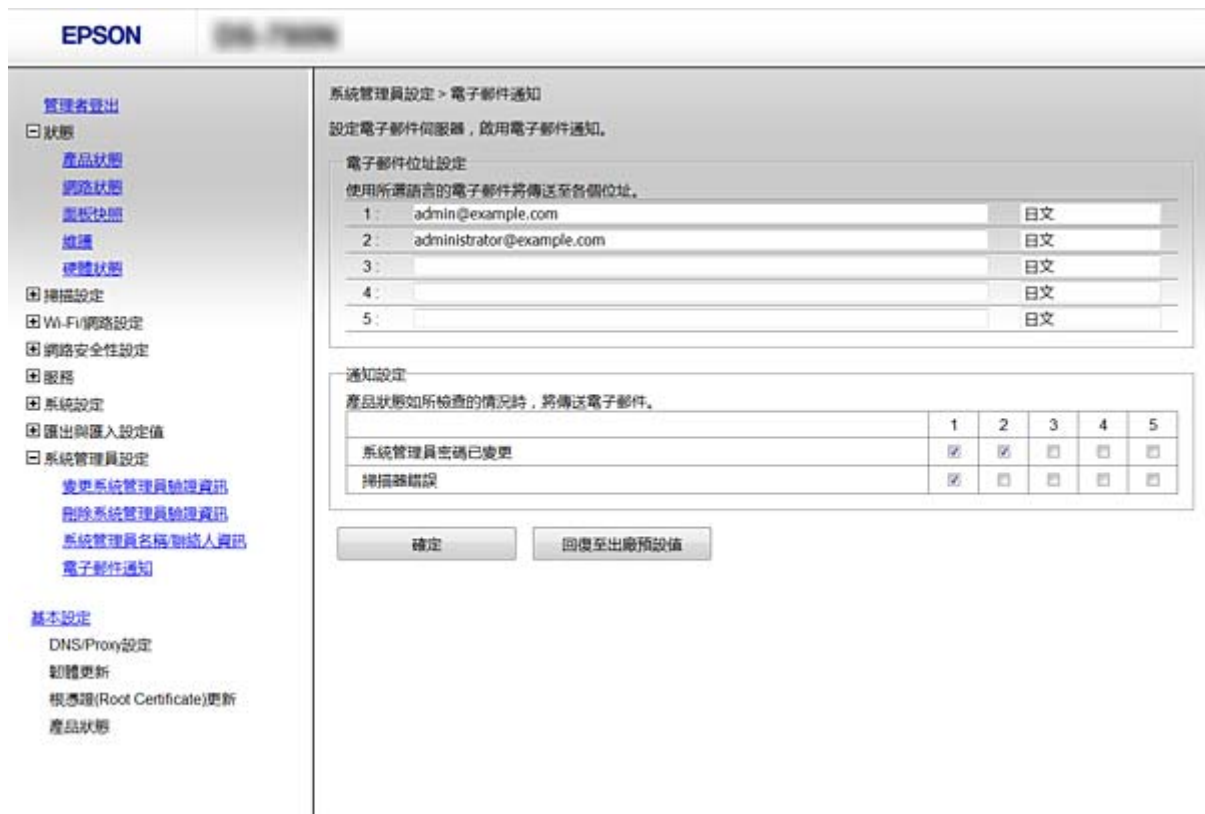 EPSON
管理者登出
狀態
產品狀態
網路狀態
面板快照
維護
硬體狀態
掃描設定
Wi-Fi/網路設定
網路安全性設定
服務
系統設定
匯出與匯入設定值
系統管理員設定
變更系統管理員驗證資訊
刪除系統管理員驗證資訊
系統管理員名稱/聯絡人資訊
電子郵件通知
基本設定
DNS/Proxy設定
韌體更新
根憑證(Root Certificate)更新
產品狀態
系統管理員設定 > 電子郵件通知
設定電子郵件伺服器，啟用電子郵件通知。
電子郵件位址設定
使用所選語言的電子郵件將傳送至各個位址。
1 : admin@example.com 日文
2 : administrator@example.com 日文
3 : 日文
4 : 日文
5 : 日文
通知設定
產品狀態如所檢查的情況時，將傳送電子郵件。
1 2 3 4 5
系統管理員密碼已變更
掃描器錯誤
確定 回復至出廠預設值